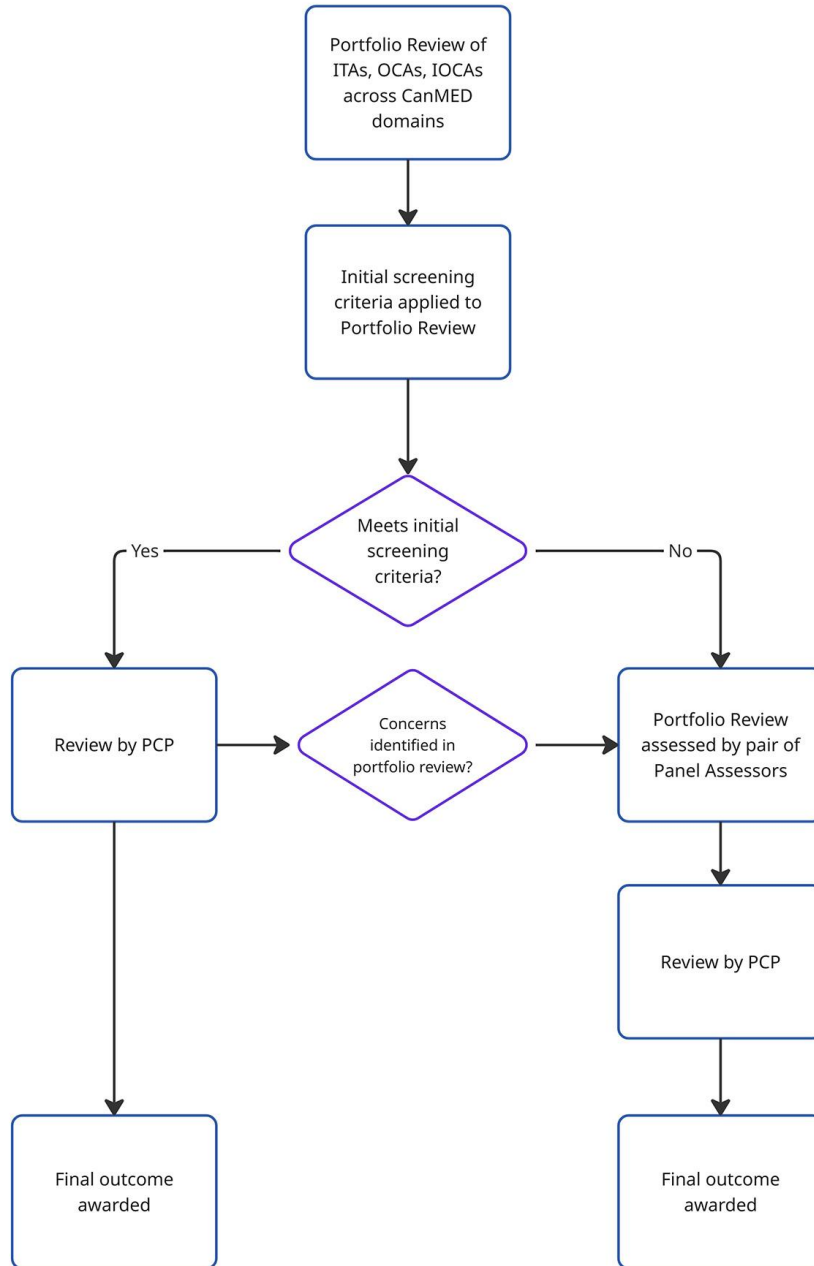 Portfolio Review of
ITAs, OCAs, IOCAs
across CanMED
domains
Initial screening
criteria applied to
Portfolio Review
Meets initial
screening
criteria?
Yes
No
Review by PCP
Concerns
identified in
portfolio review?
Portfolio Review
assessed by pair of
Panel Assessors
Review by PCP
Final outcome
awarded
Final outcome
awarded